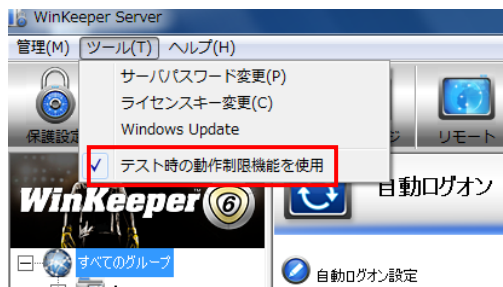 WinKeeper Server
管理(M) ツール(T) ヘルプ(H)
サーバパスワード変更(P)
ライセンスキー変更(C)
Windows Update
テスト時の動作制限機能を使用
保護設定
リモート
WinKeeper 6
自動ログオン
すべてのグループ
自動ログオン設定